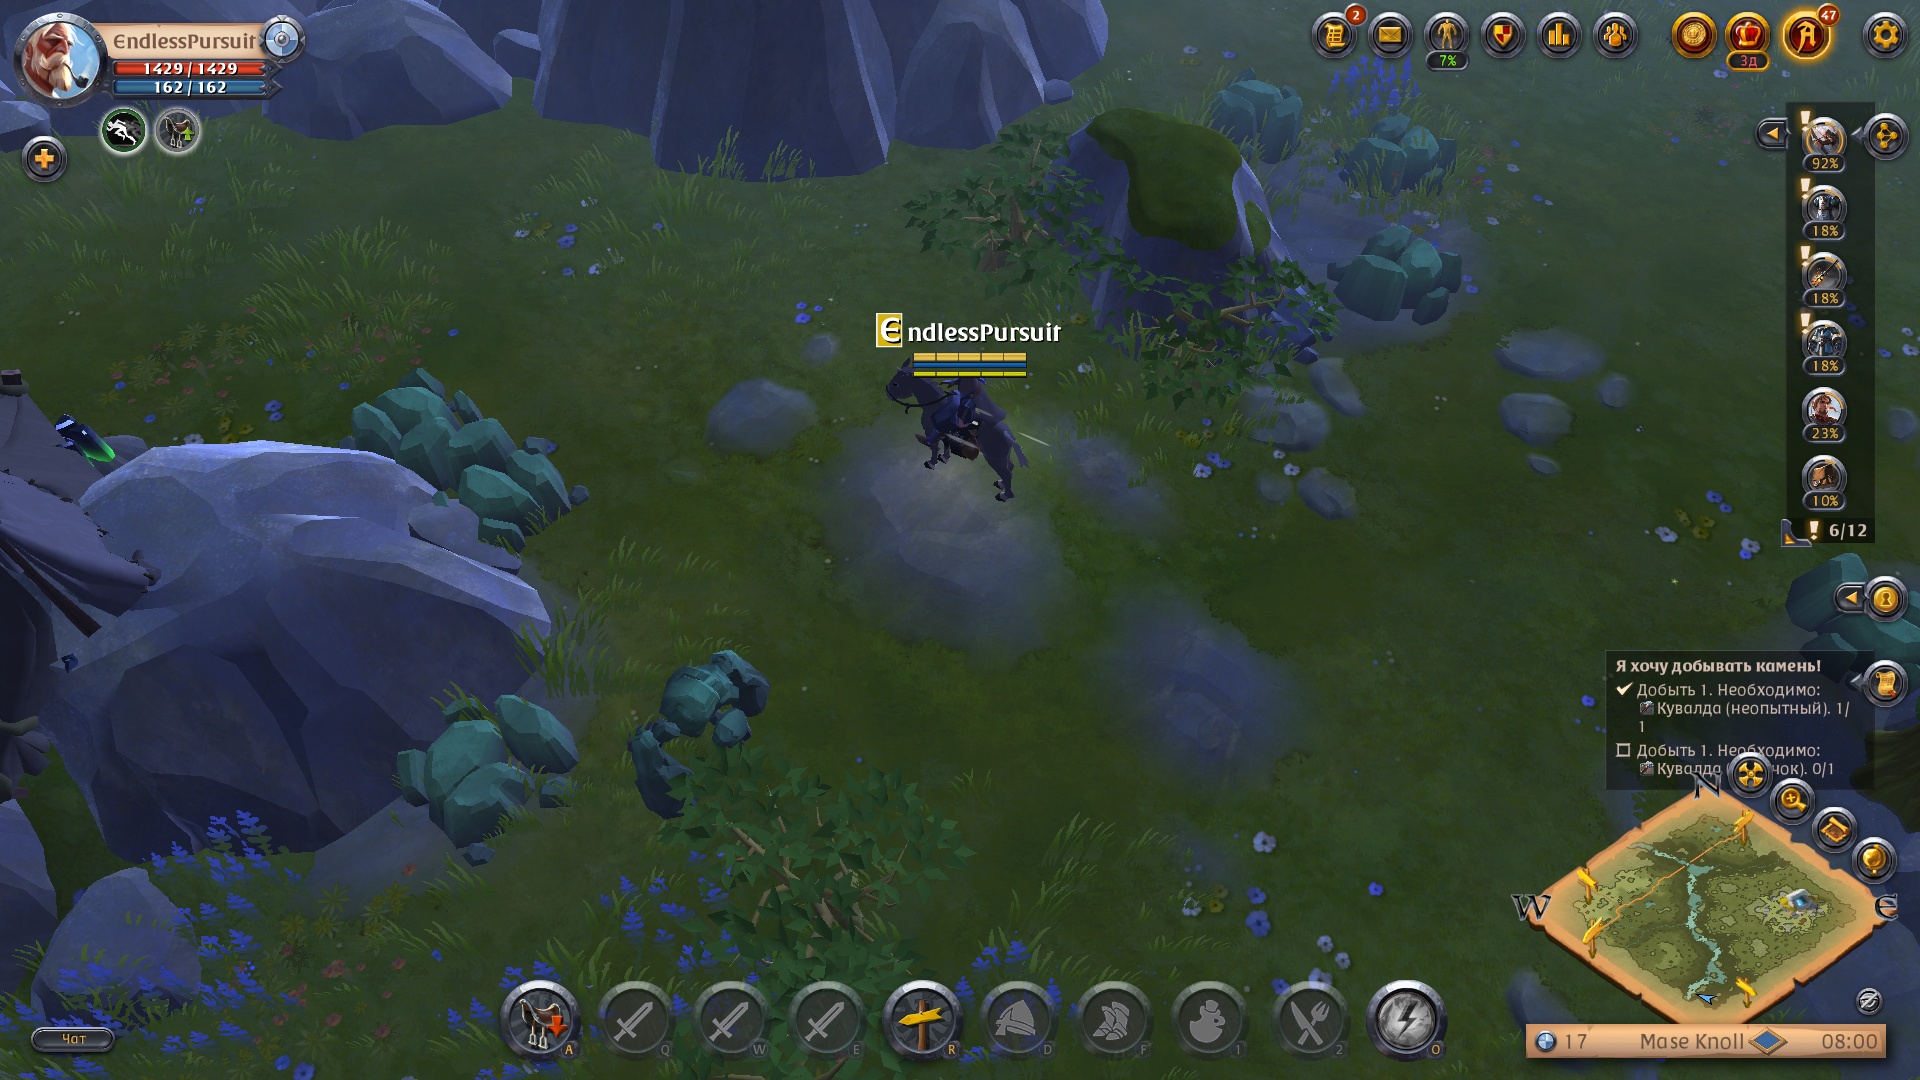 EndlessPursuit
1429 / 1429
162 / 162
2
7%
3д
47
92%
18%
18%
18%
23%
10%
6/12
EndlessPursuit
Я хочу добывать камень!
Добыть 1. Необходимо:
Кувалда (неопытный). 1/
1
Добыть 1. Необходимо:
Кувалда чок). 0/1
N
W
E
17
Mase Knoll
08:00
Чат
A
Q
W
E
R
D
F
1
2
O